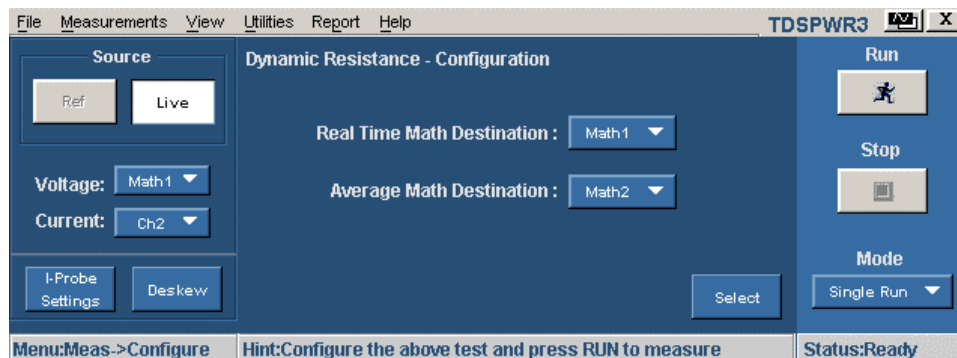 File Measurements View Utilities Report Help TDSPWR3 X
Source
Ref Live
Voltage: Math1
Current: Ch2
I-Probe Settings
Deskew
Dynamic Resistance - Configuration
Real Time Math Destination : Math1
Average Math Destination : Math2
Select
Run
Stop
Mode
Single Run
Menu:Meas->Configure
Hint:Configure the above test and press RUN to measure
Status:Ready